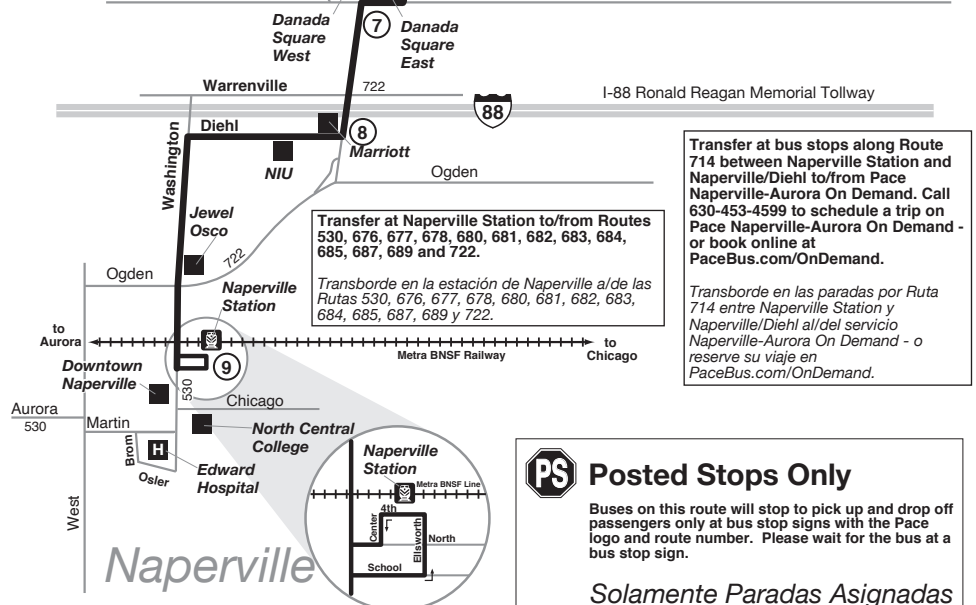 Danada
Square
West
7
Danada
Square
East
Warrenville
722
I-88 Ronald Reagan Memorial Tollway
88
Diehl
8
Marriott
NIU
Washington
Ogden
Jewel
Osco
722
Ogden
Transfer at Naperville Station to/from Routes
530, 676, 677, 678, 680, 681, 682, 683, 684,
685, 687, 689 and 722.
Transborde en la estación de Naperville a/de las
Rutas 530, 676, 677, 678, 680, 681, 682, 683,
684, 685, 687, 689 y 722.
Transfer at bus stops along Route
714 between Naperville Station and
Naperville/Diehl to/from Pace
Naperville-Aurora On Demand. Call
630-453-4599 to schedule a trip on
Pace Naperville-Aurora On Demand -
or book online at
PaceBus.com/OnDemand.
Transborde en las paradas por Ruta
714 entre Naperville Station y
Naperville/Diehl al/del servicio
Naperville-Aurora On Demand - o
reserve su viaje en
PaceBus.com/OnDemand.
Naperville
Station
to
Aurora
Metra BNSF Railway
to
Chicago
9
Downtown
Naperville
530
Chicago
Aurora
530
Martin
North Central
College
Brom
H
Osler
Edward
Hospital
West
Naperville
Naperville
Station
Metra BNSF Line
4th
Center
Ellsworth
North
School
PS
Posted Stops Only
Buses on this route will stop to pick up and drop off
passengers only at bus stop signs with the Pace
logo and route number. Please wait for the bus at a
bus stop sign.
Solamente Paradas Asignadas